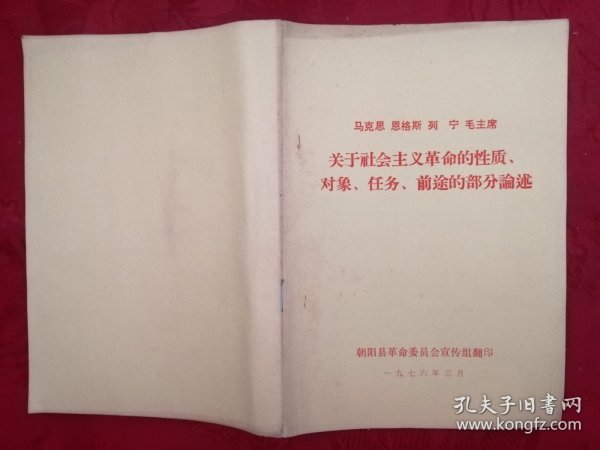 马克思 恩格斯 列 宁 毛主席
关于社会主义革命的性质、
对象、任务、前途的部分論述
朝阳县革命委员会宣传组翻印
一九七六年三月
孔夫子旧书网
www.kongfz.com